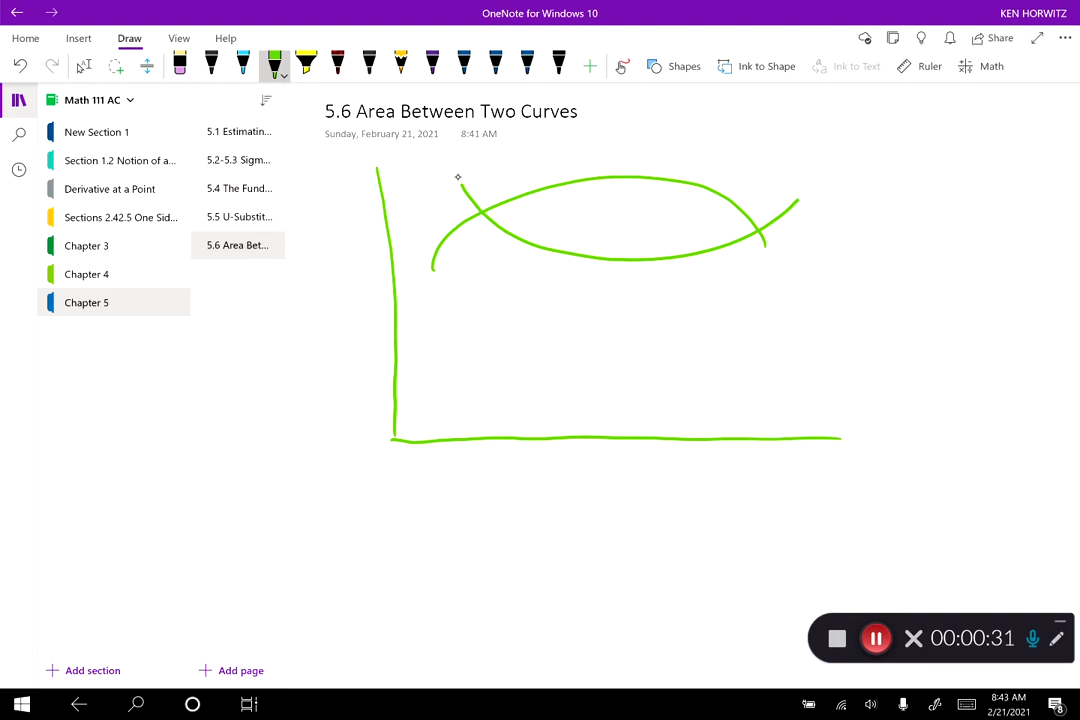 OneNote for Windows 10
KEN HORWITZ
Home
Insert
Draw
View
Help
Share
Shapes
Ink to Shape
Ink to Text
Ruler
Math
Math 111 AC
New Section 1
Section 1.2 Notion of a...
Derivative at a Point
Sections 2.42.5 One Sid...
Chapter 3
Chapter 4
Chapter 5
5.1 Estimatin...
5.2-5.3 Sigm...
5.4 The Fund...
5.5 U-Substit...
5.6 Area Bet...
5.6 Area Between Two Curves
Sunday, February 21, 2021 8:41 AM
00:00:31
Add section
Add page
8:43 AM
2/21/2021
8